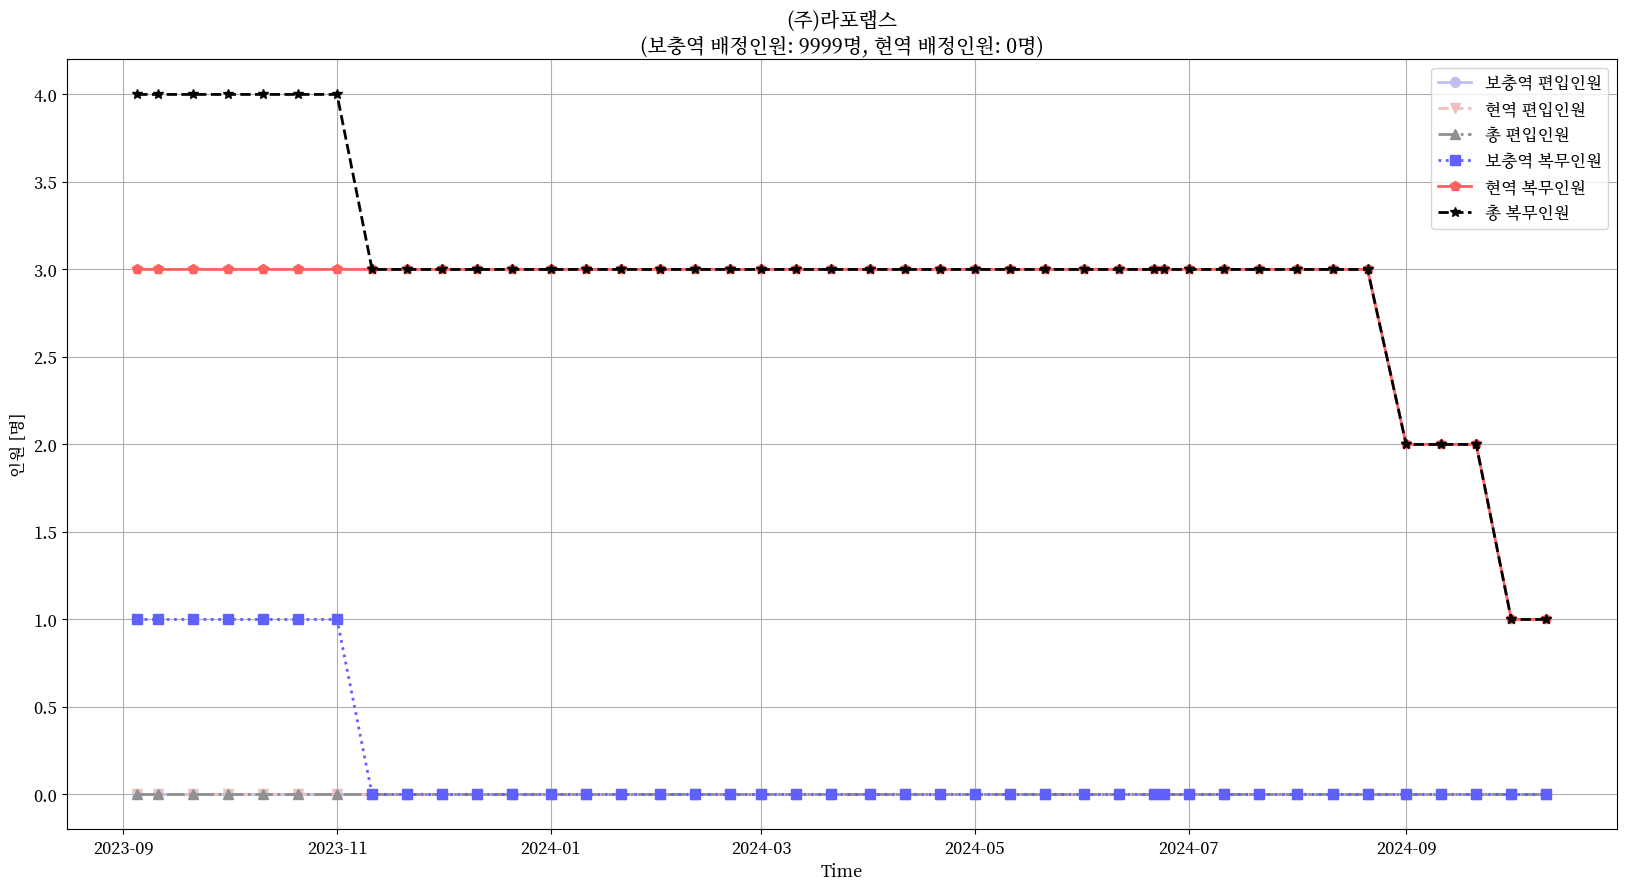 (주)라포랩스
(보충역 배정인원: 9999명, 현역 배정인원: 0명)
보충역 편입인원
현역 편입인원
총 편입인원
보충역 복무인원
현역 복무인원
총 복무인원
4.0
3.5
3.0
2.5
2.0
1.5
1.0
0.5
0.0
인원 [명]
2023-09 2023-11 2024-01 2024-03 2024-05 2024-07 2024-09
Time